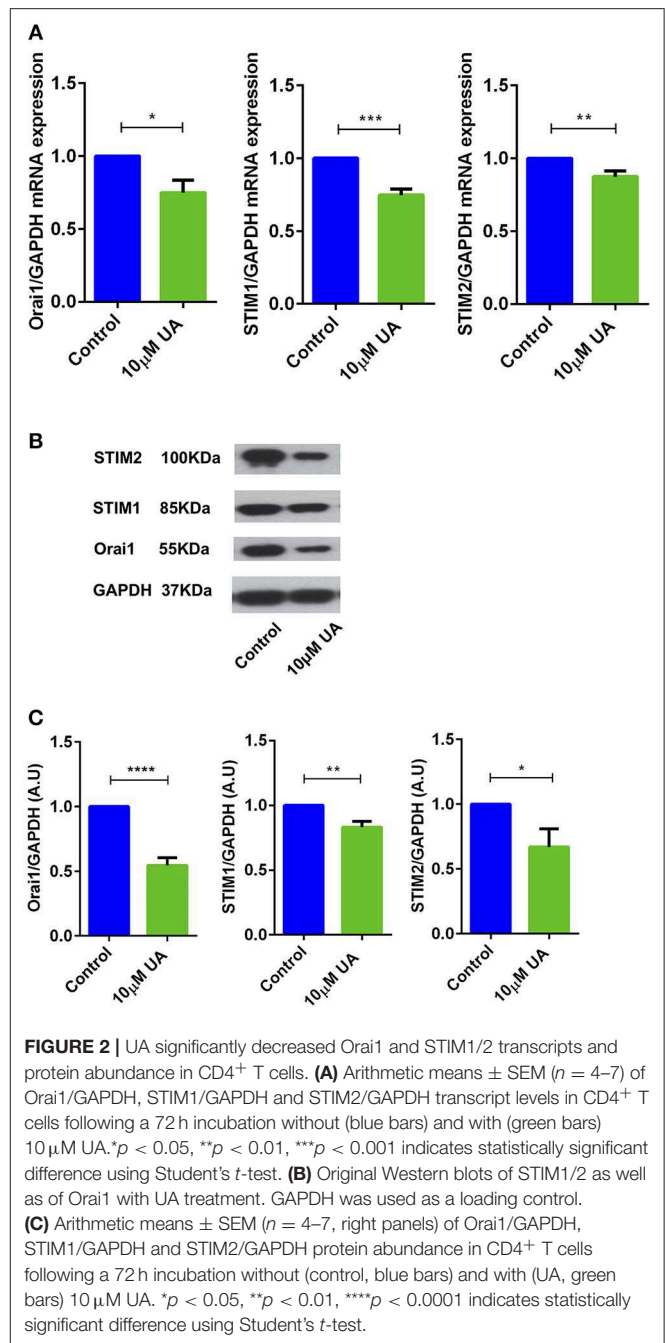 A
Orai1/GAPDH mRNA expression
1.5
1.0
0.5
0.0
*
Control
10µM UA
STIM1/GAPDH mRNA expression
1.5
1.0
0.5
0.0
***
Control
10µM UA
STIM2/GAPDH mRNA expression
1.5
1.0
0.5
0.0
**
Control
10µM UA
B
STIM2 100KDa
STIM1 85KDa
Orai1 55KDa
GAPDH 37KDa
Control
10µM UA
C
Orai1/GAPDH (A.U)
1.5
1.0
0.5
0.0
****
Control
10µM UA
STIM1/GAPDH (A.U)
1.5
1.0
0.5
0.0
**
Control
10µM UA
STIM2/GAPDH (A.U)
1.5
1.0
0.5
0.0
*
Control
10µM UA
FIGURE 2 | UA significantly decreased Orai1 and STIM1/2 transcripts and
protein abundance in CD4⁺ T cells. (A) Arithmetic means ± SEM (n = 4–7) of
Orai1/GAPDH, STIM1/GAPDH and STIM2/GAPDH transcript levels in CD4⁺ T
cells following a 72 h incubation without (blue bars) and with (green bars)
10 µM UA.*p < 0.05, **p < 0.01, ***p < 0.001 indicates statistically significant
difference using Student's t-test. (B) Original Western blots of STIM1/2 as well
as of Orai1 with UA treatment. GAPDH was used as a loading control.
(C) Arithmetic means ± SEM (n = 4–7, right panels) of Orai1/GAPDH,
STIM1/GAPDH and STIM2/GAPDH protein abundance in CD4⁺ T cells
following a 72 h incubation without (control, blue bars) and with (UA, green
bars) 10 µM UA. *p < 0.05, **p < 0.01, ****p < 0.0001 indicates statistically
significant difference using Student's t-test.